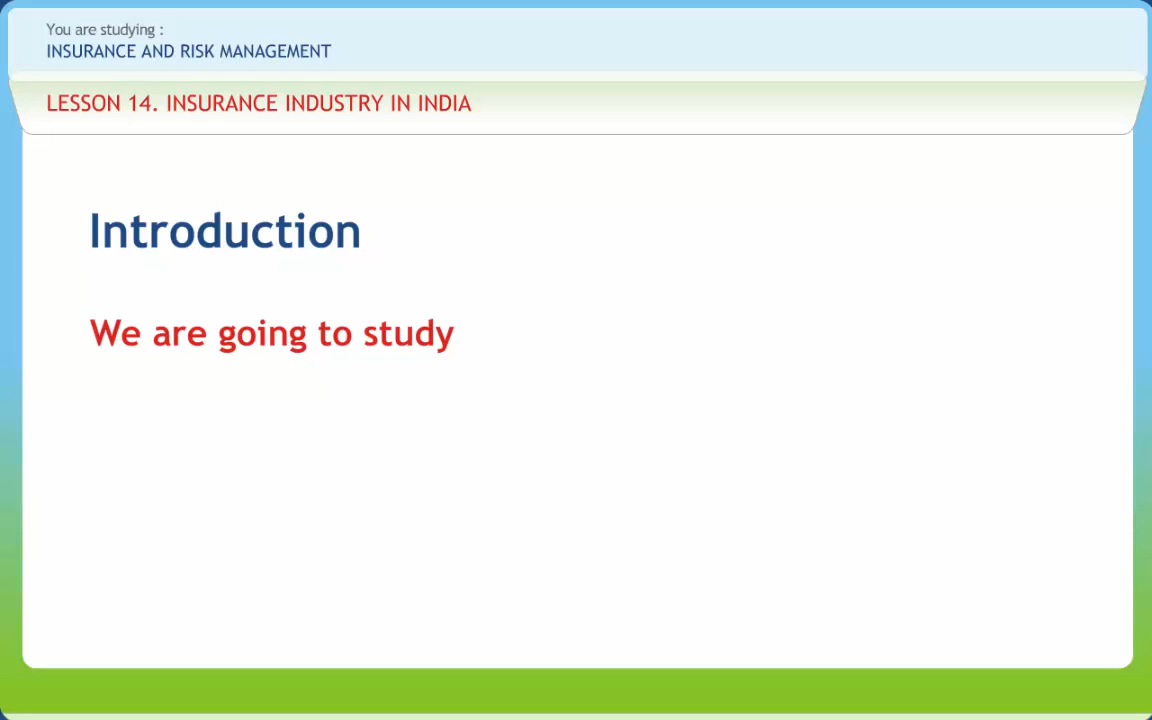 You are studying :
INSURANCE AND RISK MANAGEMENT
LESSON 14. INSURANCE INDUSTRY IN INDIA
Introduction
We are going to study